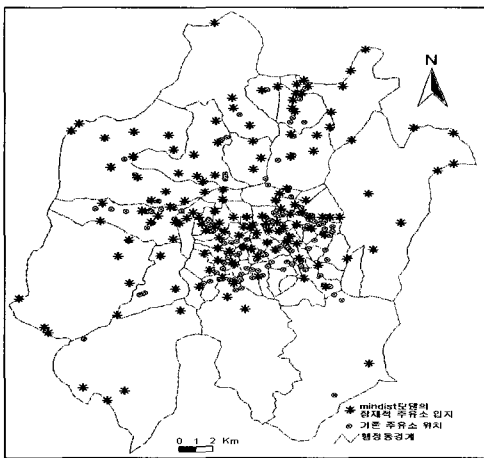 N
mindist모델의
잠재적 주유소 입지
기존 주유소 위치
행정동경계
0 1 2 Km